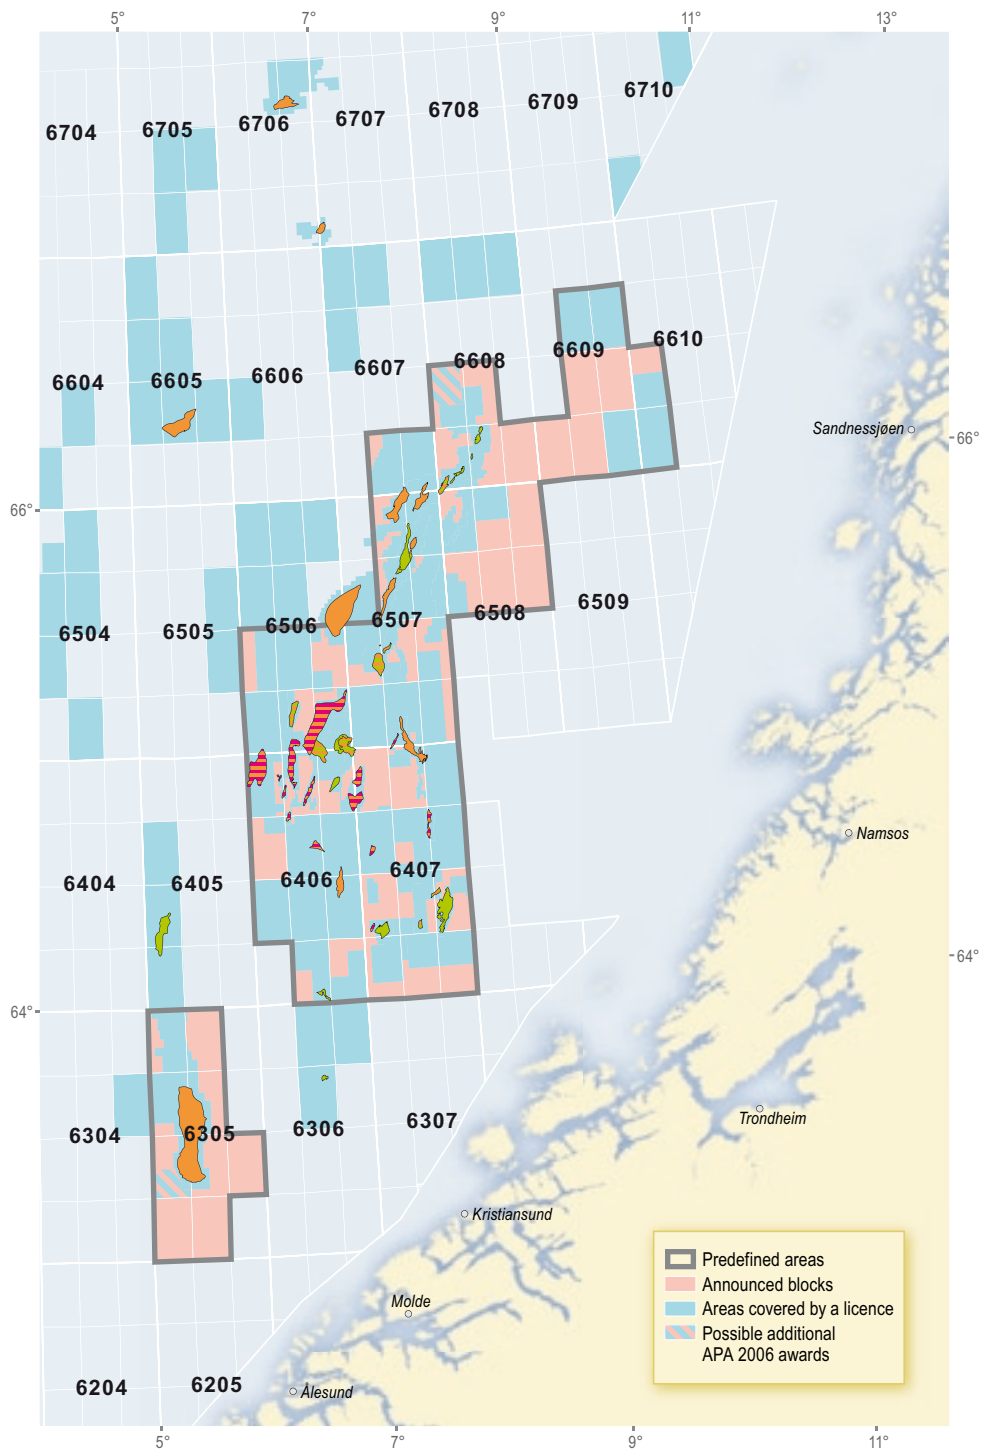 5° 7° 9° 11° 13°
6710
6709
6708
6707
6706
6705
6704
6610
6609
6608
6607
6606
6605
6604
Sandnessjøen
66°
66°
6509
6508
6507
6506
6505
6504
Namsos
6407
6406
6405
6404
64°
64°
Trondheim
6307
6306
6305
6304
Kristiansund
Predefined areas
Announced blocks
Areas covered by a licence
Possible additional
APA 2006 awards
Molde
6205
6204
Ålesund
5° 7° 9° 11°